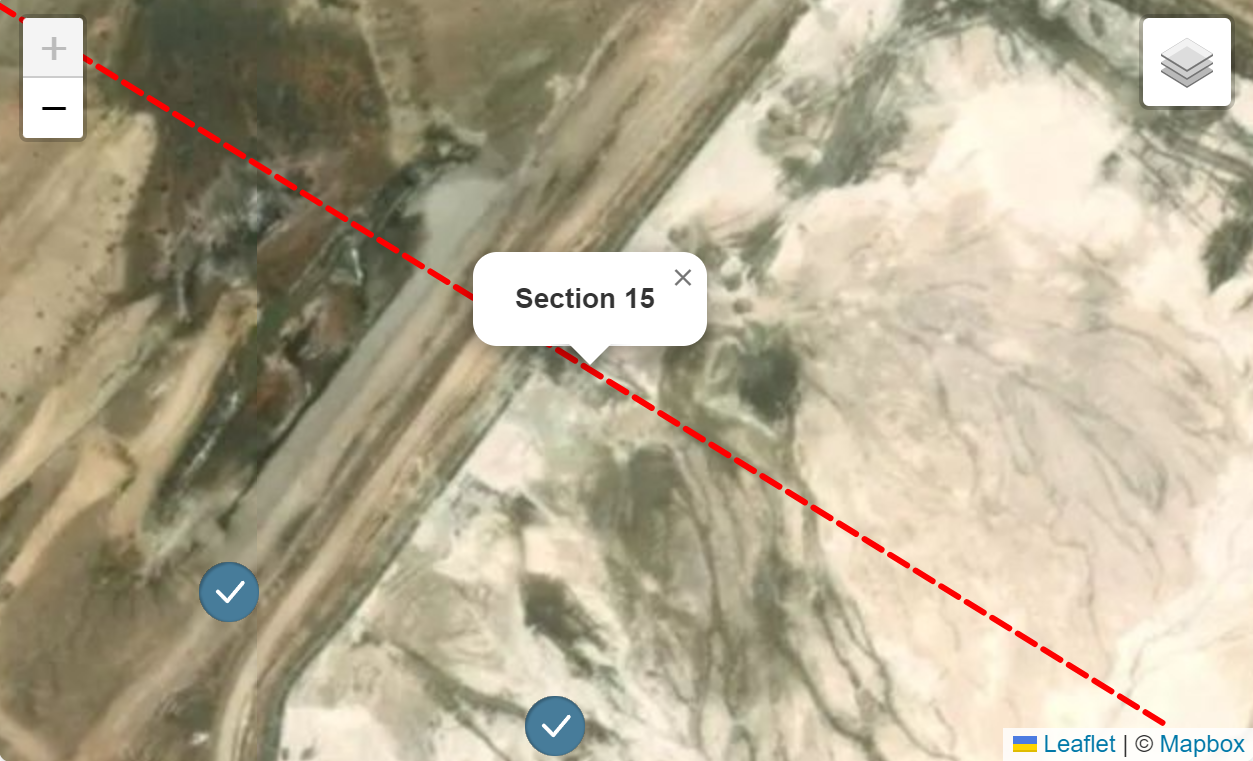 +
−
Section 15 ×
Leaflet | © Mapbox